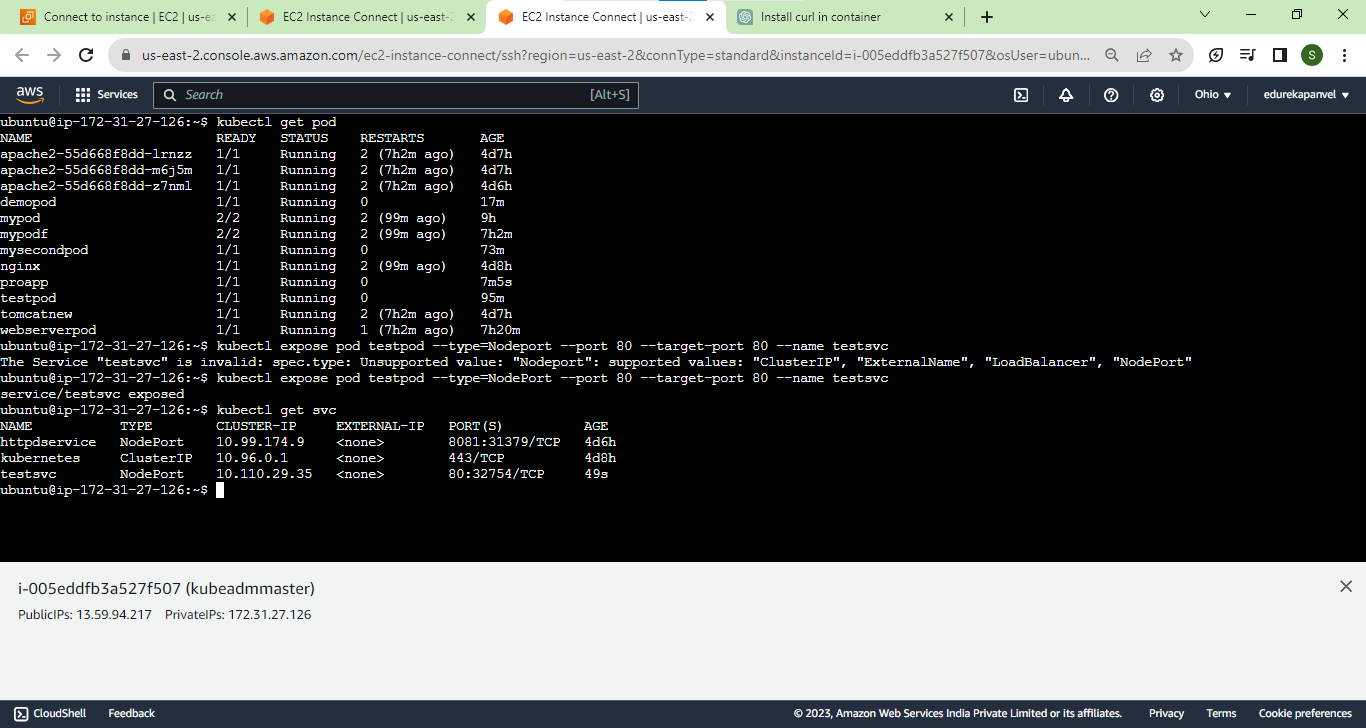 Connect to instance | EC2 | us-ea
EC2 Instance Connect | us-east-2
EC2 Instance Connect | us-east-2
Install curl in container
us-east-2.console.aws.amazon.com/ec2-instance-connect/ssh?region=us-east-2&connType=standard&instanceId=i-005eddfb3a527f507&osUser=ubun...
S
aws
Services
Search
[Alt+S]
Ohio
edurekapanvel
ubuntu@ip-172-31-27-126:~$ kubectl get pod
NAME READY STATUS RESTARTS AGE
apache2-55d668f8dd-lrnzz 1/1 Running 2 (7h2m ago) 4d7h
apache2-55d668f8dd-m6j5m 1/1 Running 2 (7h2m ago) 4d7h
apache2-55d668f8dd-z7nml 1/1 Running 2 (7h2m ago) 4d6h
demopod 1/1 Running 0 17m
mypod 2/2 Running 2 (99m ago) 9h
mypodf 2/2 Running 2 (99m ago) 7h2m
mysecondpod 1/1 Running 0 73m
nginx 1/1 Running 2 (99m ago) 4d8h
proapp 1/1 Running 0 7m5s
testpod 1/1 Running 0 95m
tomcatnew 1/1 Running 2 (7h2m ago) 4d7h
webserverpod 1/1 Running 1 (7h2m ago) 7h20m
ubuntu@ip-172-31-27-126:~$ kubectl expose pod testpod --type=Nodeport --port 80 --target-port 80 --name testsvc
The Service "testsvc" is invalid: spec.type: Unsupported value: "Nodeport": supported values: "ClusterIP", "ExternalName", "LoadBalancer", "NodePort"
ubuntu@ip-172-31-27-126:~$ kubectl expose pod testpod --type=NodePort --port 80 --target-port 80 --name testsvc
service/testsvc exposed
ubuntu@ip-172-31-27-126:~$ kubectl get svc
NAME TYPE CLUSTER-IP EXTERNAL-IP PORT(S) AGE
httpdservice NodePort 10.99.174.9 <none> 8081:31379/TCP 4d6h
kubernetes ClusterIP 10.96.0.1 <none> 443/TCP 4d8h
testsvc NodePort 10.110.29.35 <none> 80:32754/TCP 49s
ubuntu@ip-172-31-27-126:~$
i-005eddfb3a527f507 (kubeadmmaster)
PublicIPs: 13.59.94.217 PrivateIPs: 172.31.27.126
CloudShell
Feedback
© 2023, Amazon Web Services India Private Limited or its affiliates.
Privacy
Terms
Cookie preferences